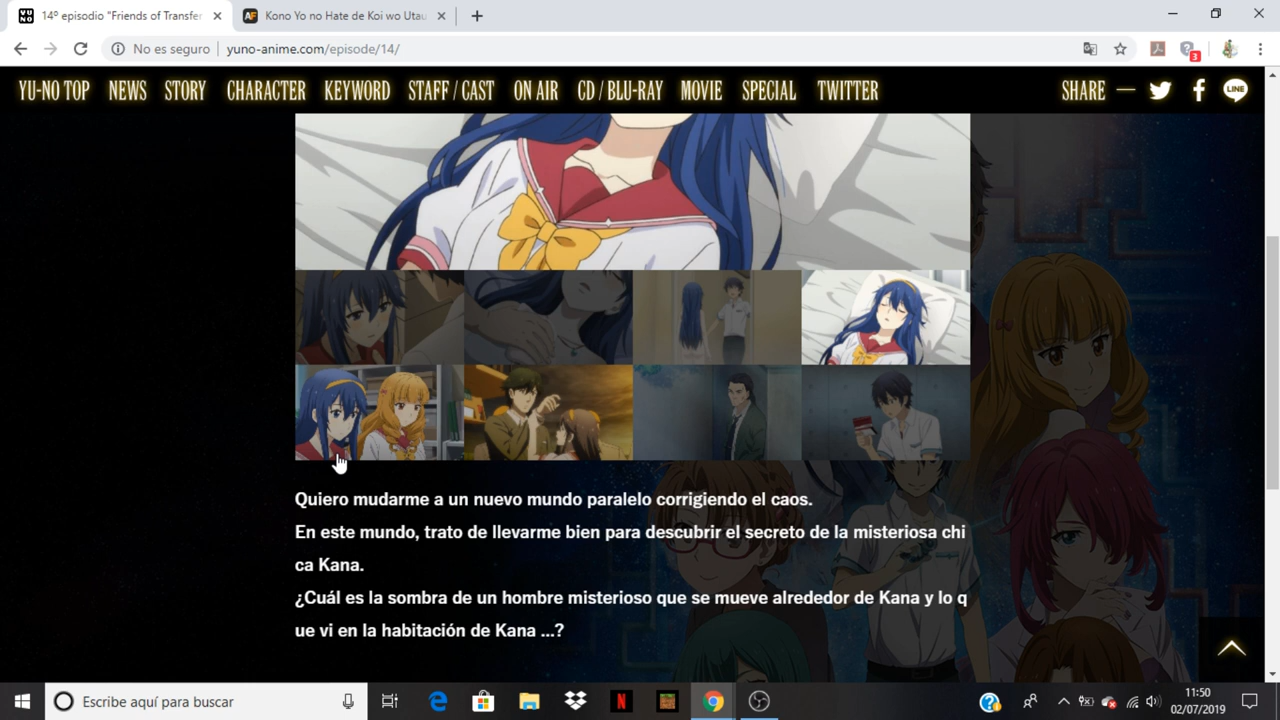 14º episodio "Friends of Transfer
Kono Yo no Hate de Koi wo Utau
No es seguro
yuno-anime.com/episode/14/
3
YU-NO TOP NEWS STORY CHARACTER KEYWORD STAFF / CAST ON AIR CD / BLU-RAY MOVIE SPECIAL TWITTER SHARE LINE
Quiero mudarme a un nuevo mundo paralelo corrigiendo el caos.
En este mundo, trato de llevarme bien para descubrir el secreto de la misteriosa chi
ca Kana.
¿Cuál es la sombra de un hombre misterioso que se mueve alrededor de Kana y lo q
ue vi en la habitación de Kana ...?
Escribe aquí para buscar
11:50
02/07/2019